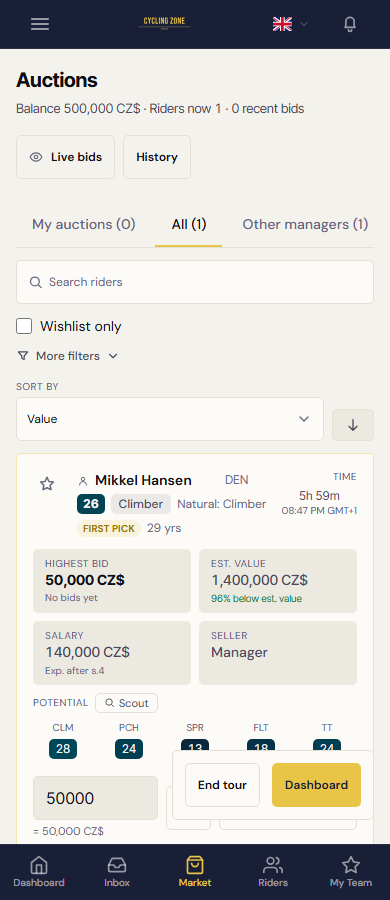 CYCLING ZONE
Auctions
Balance 500,000 CZ$ · Riders now 1 · 0 recent bids
Live bids
History
My auctions (0)
All (1)
Other managers (1)
Search riders
Wishlist only
More filters
SORT BY
Value
Mikkel Hansen
DEN
TIME
26
Climber
Natural: Climber
5h 59m
08:47 PM GMT+1
FIRST PICK
29 yrs
HIGHEST BID
50,000 CZ$
No bids yet
EST. VALUE
1,400,000 CZ$
96% below est. value
SALARY
140,000 CZ$
Exp. after s.4
SELLER
Manager
POTENTIAL
Scout
CLM
PCH
SPR
FLT
TT
28
24
13
18
24
50000
= 50,000 CZ$
End tour
Dashboard
Dashboard
Inbox
Market
Riders
My Team